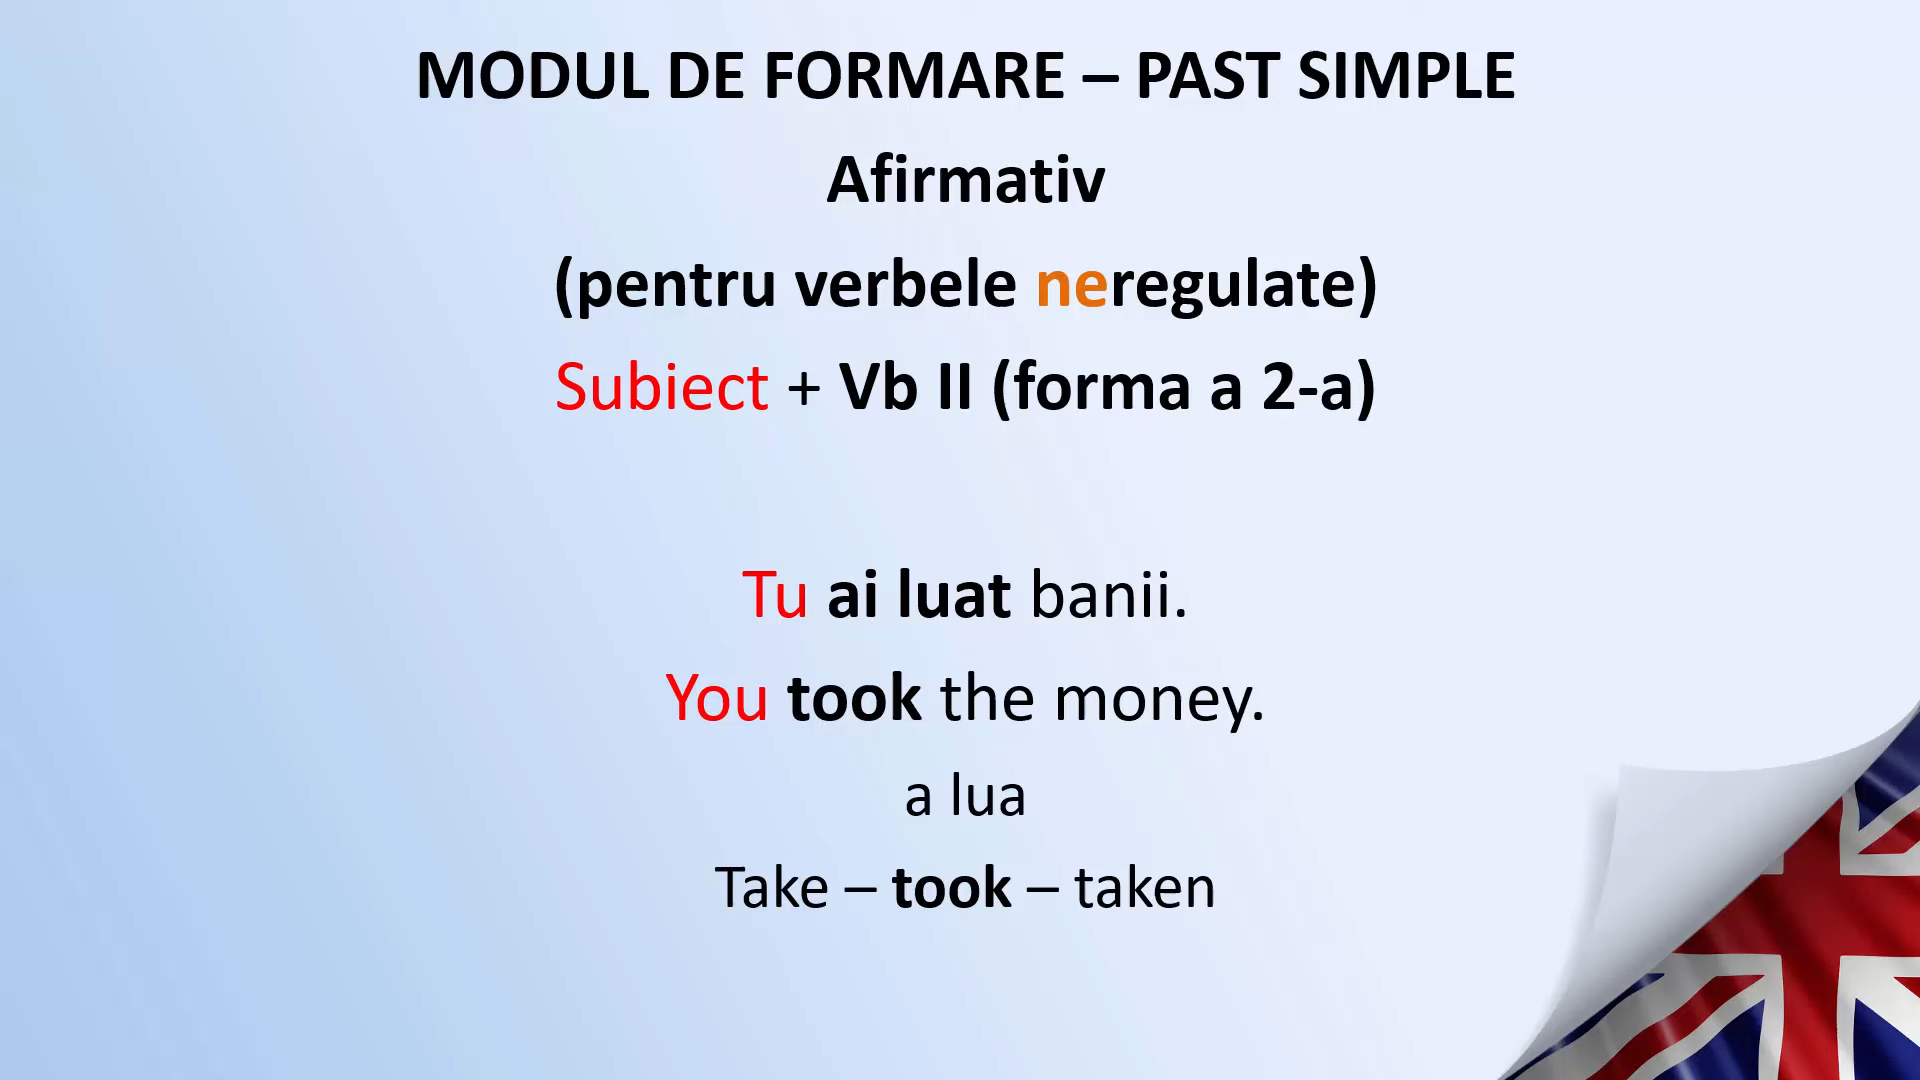 MODUL DE FORMARE – PAST SIMPLE
Afirmativ
(pentru verbele neregulate)
Subiect + Vb II (forma a 2-a)
Tu ai luat banii.
You took the money.
a lua
Take – took – taken